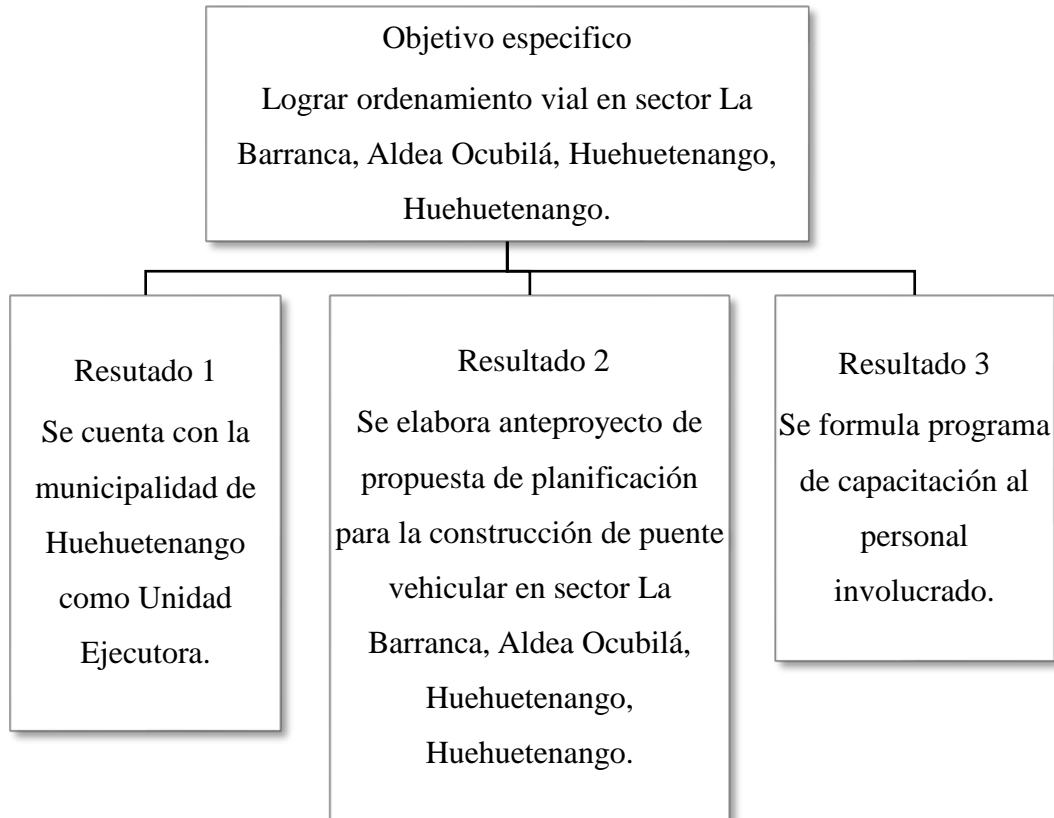 Objetivo especifico
Lograr ordenamiento vial en sector La
Barranca, Aldea Ocubilá, Huehuetenango,
Huehuetenango.
Resutado 1
Se cuenta con la
municipalidad de
Huehuetenango
como Unidad
Ejecutora.
Resultado 2
Se elabora anteproyecto de
propuesta de planificación
para la construcción de puente
vehicular en sector La
Barranca, Aldea Ocubilá,
Huehuetenango,
Huehuetenango.
Resultado 3
Se formula programa
de capacitación al
personal
involucrado.